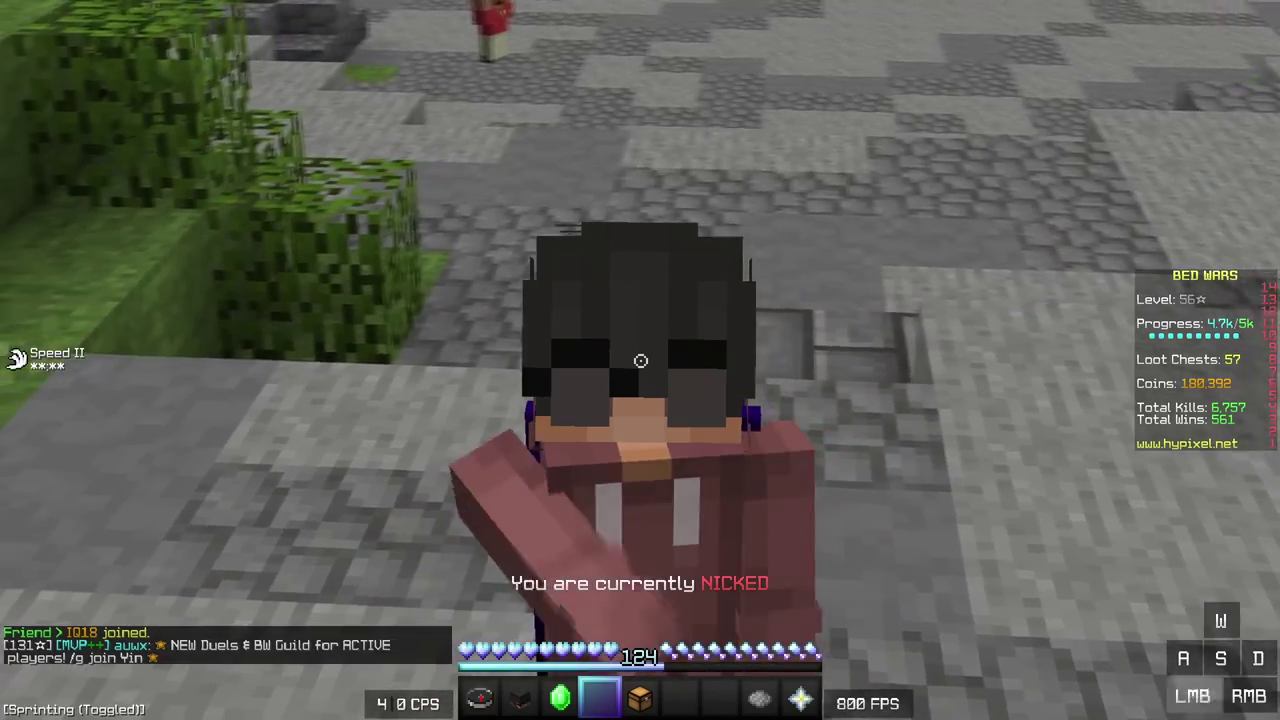 BED WARS
Level: 56☆
Progress: 4.7k/5k
Loot Chests: 57
Coins: 180,392
Total Kills: 6,757
Total Wins: 561
www.hypixel.net
Speed II
**:**
You are currently NICKED
Friend > IQ18 joined.
[131☆] [MVP++] auwx: ★ NEW Duels & BW Guild for ACTIVE
players! /g join Yin ★
124
[Sprinting (Toggled)]
4 | 0 CPS
800 FPS
W
A S D
LMB RMB